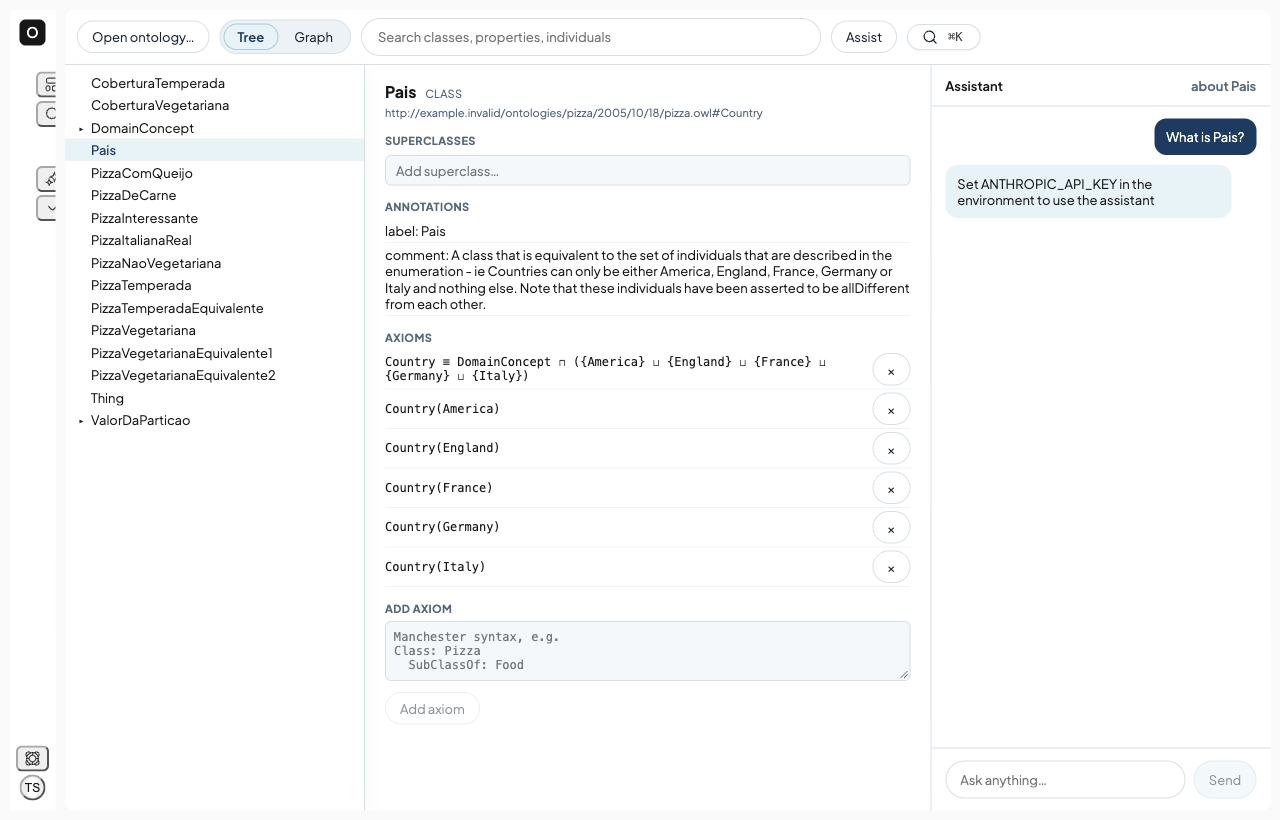 O
Open ontology...
Tree
Graph
Search classes, properties, individuals
Assist
⌘K
CoberturaTemperada
CoberturaVegetariana
DomainConcept
Pais
PizzaComQueijo
PizzaDeCarne
PizzaInteressante
PizzaItalianaReal
PizzaNaoVegetariana
PizzaTemperada
PizzaTemperadaEquivalente
PizzaVegetariana
PizzaVegetarianaEquivalente1
PizzaVegetarianaEquivalente2
Thing
ValorDaParticao
TS
Pais CLASS
http://example.invalid/ontologies/pizza/2005/10/18/pizza.owl#Country
SUPERCLASSES
Add superclass...
ANNOTATIONS
label: Pais
comment: A class that is equivalent to the set of individuals that are described in the
enumeration - ie Countries can only be either America, England, France, Germany or
Italy and nothing else. Note that these individuals have been asserted to be allDifferent
from each other.
AXIOMS
Country ≡ DomainConcept ⊓ ({America} ⊔ {England} ⊔ {France} ⊔
{Germany} ⊔ {Italy})
×
Country(America)
×
Country(England)
×
Country(France)
×
Country(Germany)
×
Country(Italy)
×
ADD AXIOM
Manchester syntax, e.g.
Class: Pizza
SubClassOf: Food
Add axiom
Assistant
about Pais
What is Pais?
Set ANTHROPIC_API_KEY in the
environment to use the assistant
Ask anything...
Send